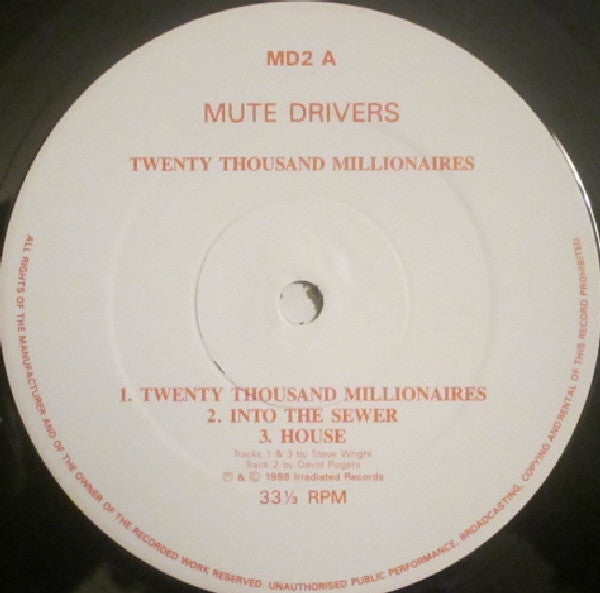 MD2 A
MUTE DRIVERS
TWENTY THOUSAND MILLIONAIRES
1. TWENTY THOUSAND MILLIONAIRES
2. INTO THE SEWER
3. HOUSE
Tracks 1 & 3 by Steve Wright
Track 2 by David Rogers
℗ & © 1988 Irradiated Records
33⅓ RPM
ALL RIGHTS OF THE MANUFACTURER AND OF THE OWNER OF THE RECORDED WORK RESERVED. UNAUTHORISED PUBLIC PERFORMANCE, BROADCASTING, COPYING AND RENTAL OF THIS RECORD PROHIBITED